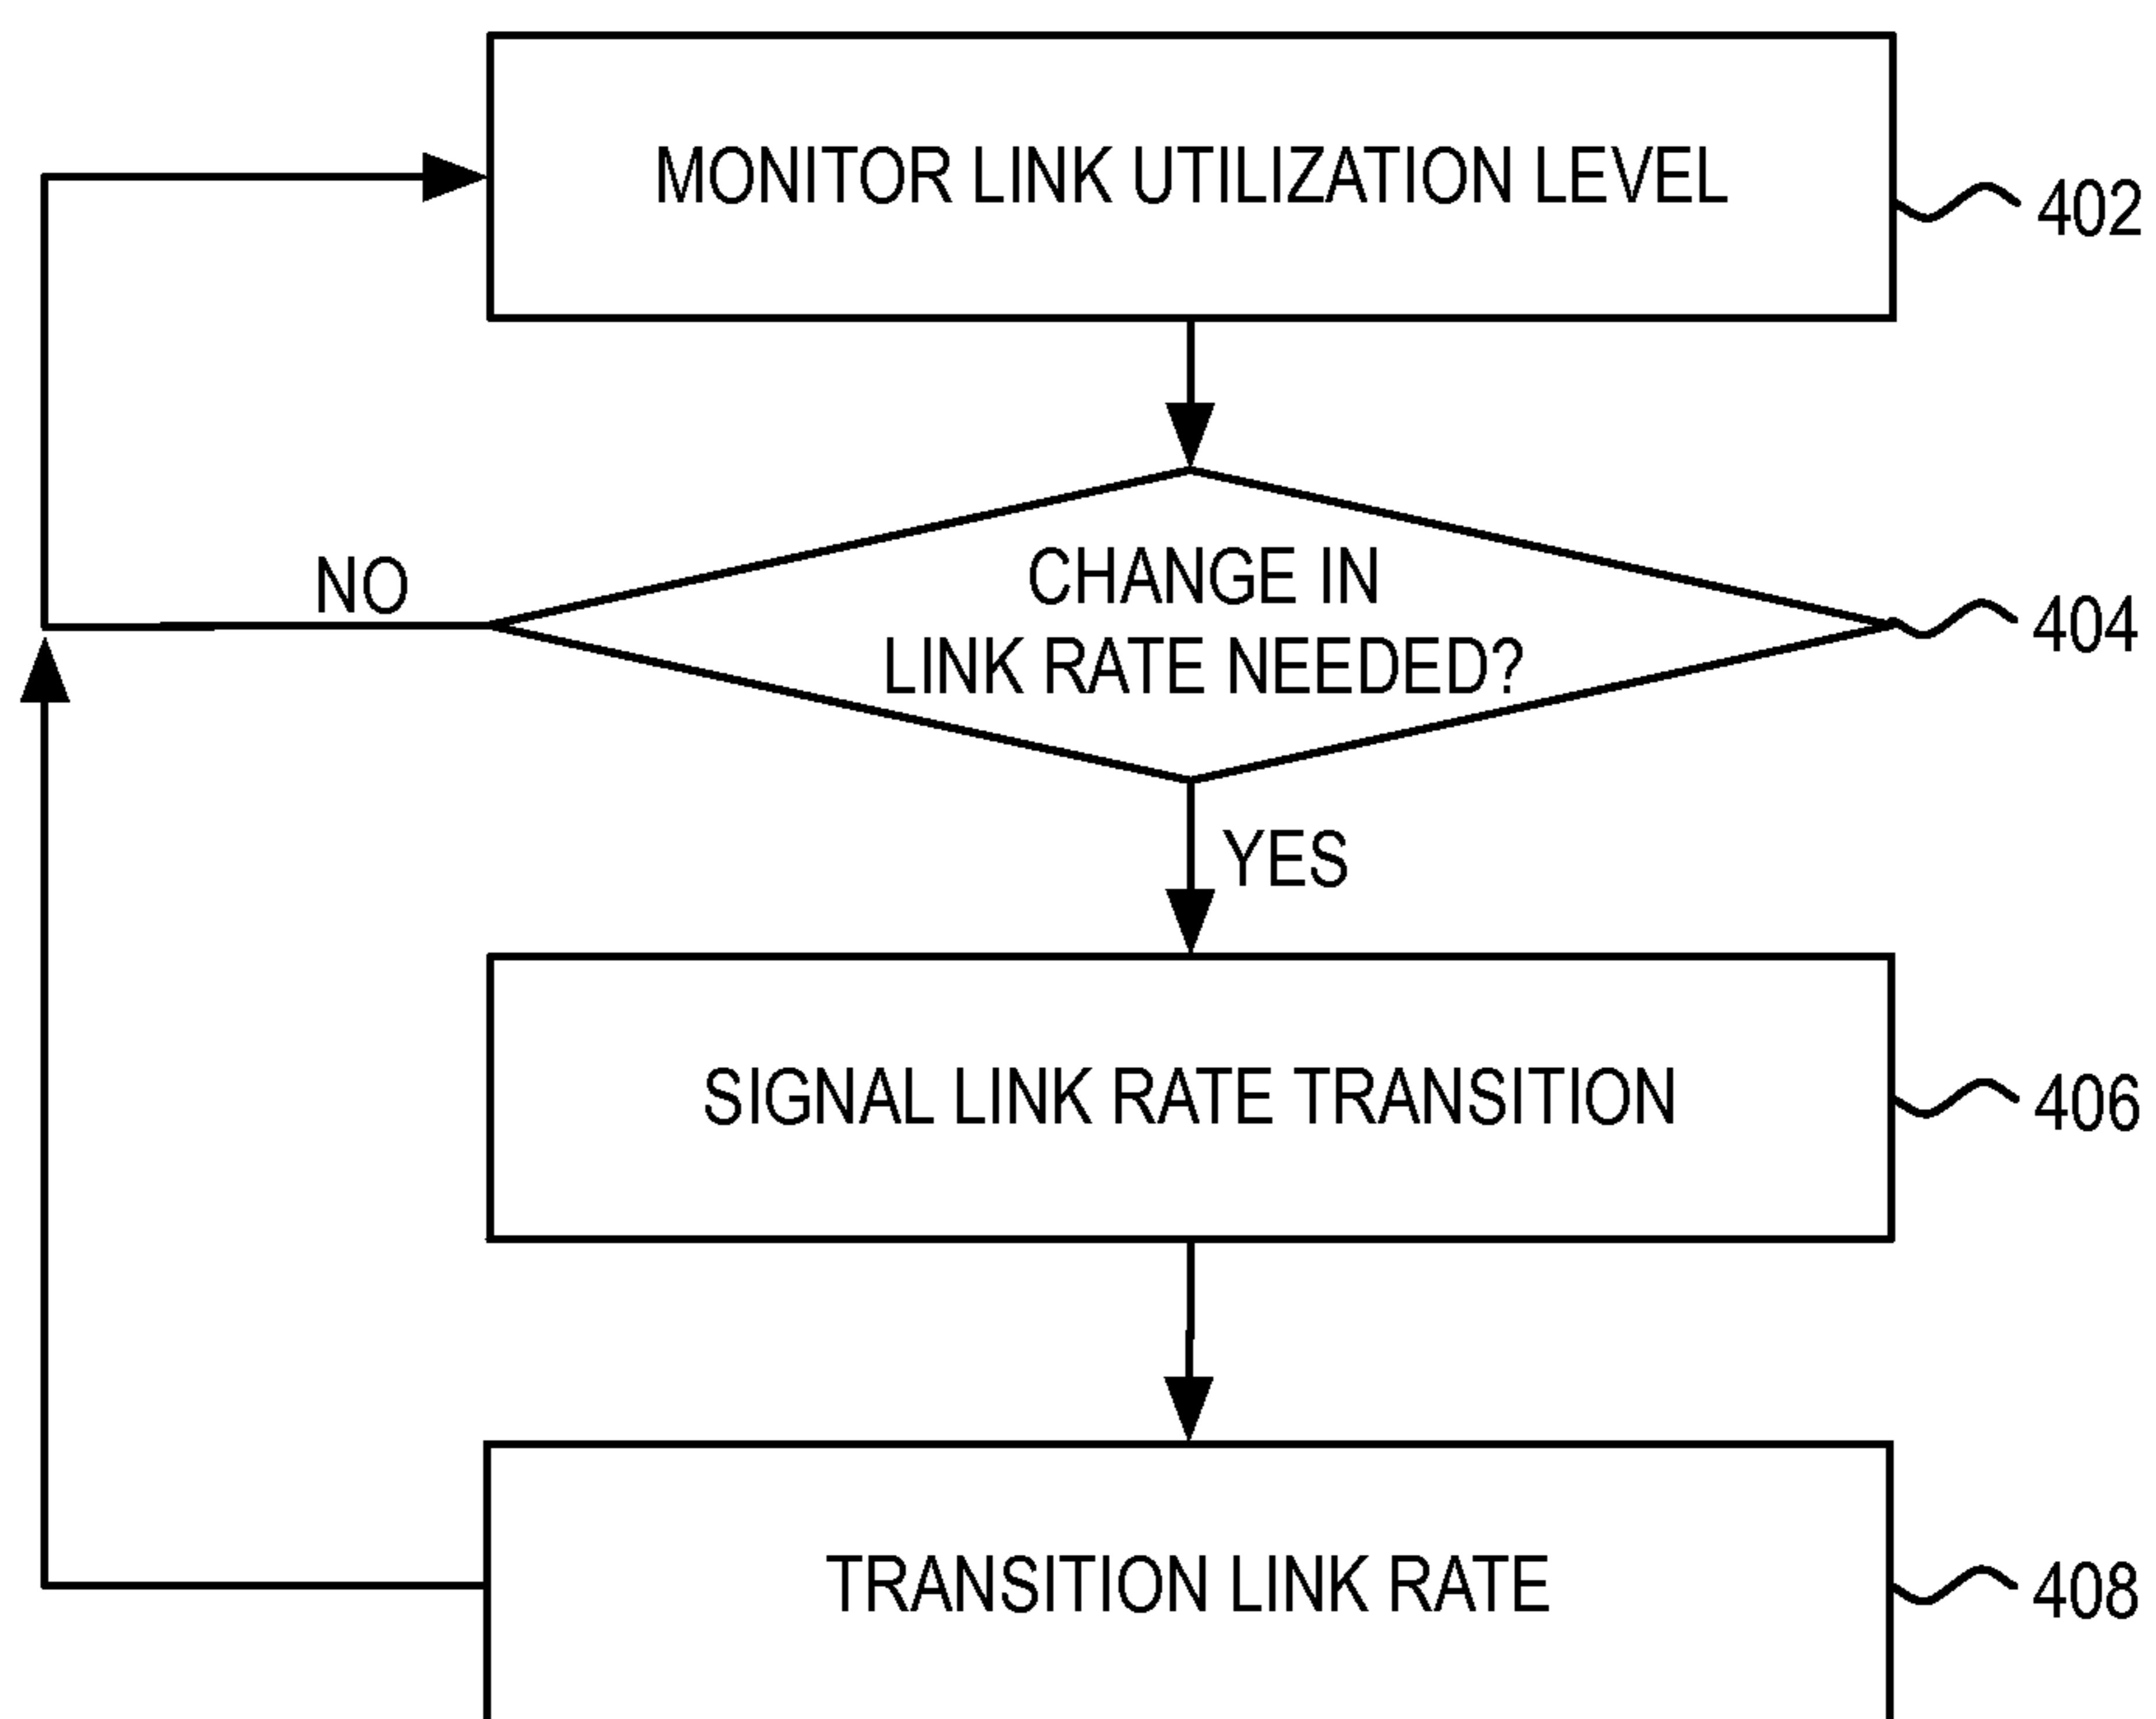 MONITOR LINK UTILIZATION LEVEL
402
NO
CHANGE IN
LINK RATE NEEDED?
404
YES
SIGNAL LINK RATE TRANSITION
406
TRANSITION LINK RATE
408